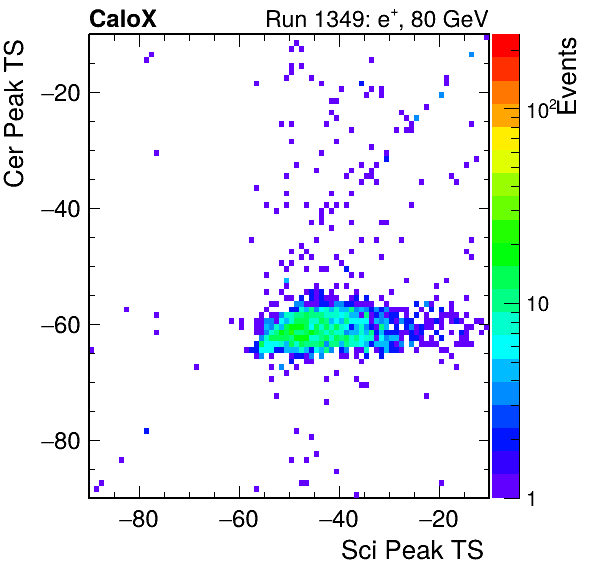 CaloX
Run 1349: e⁺, 80 GeV
Cer Peak TS
−20
−40
−60
−80
−80
−60
−40
−20
Sci Peak TS
Events
10²
10
1